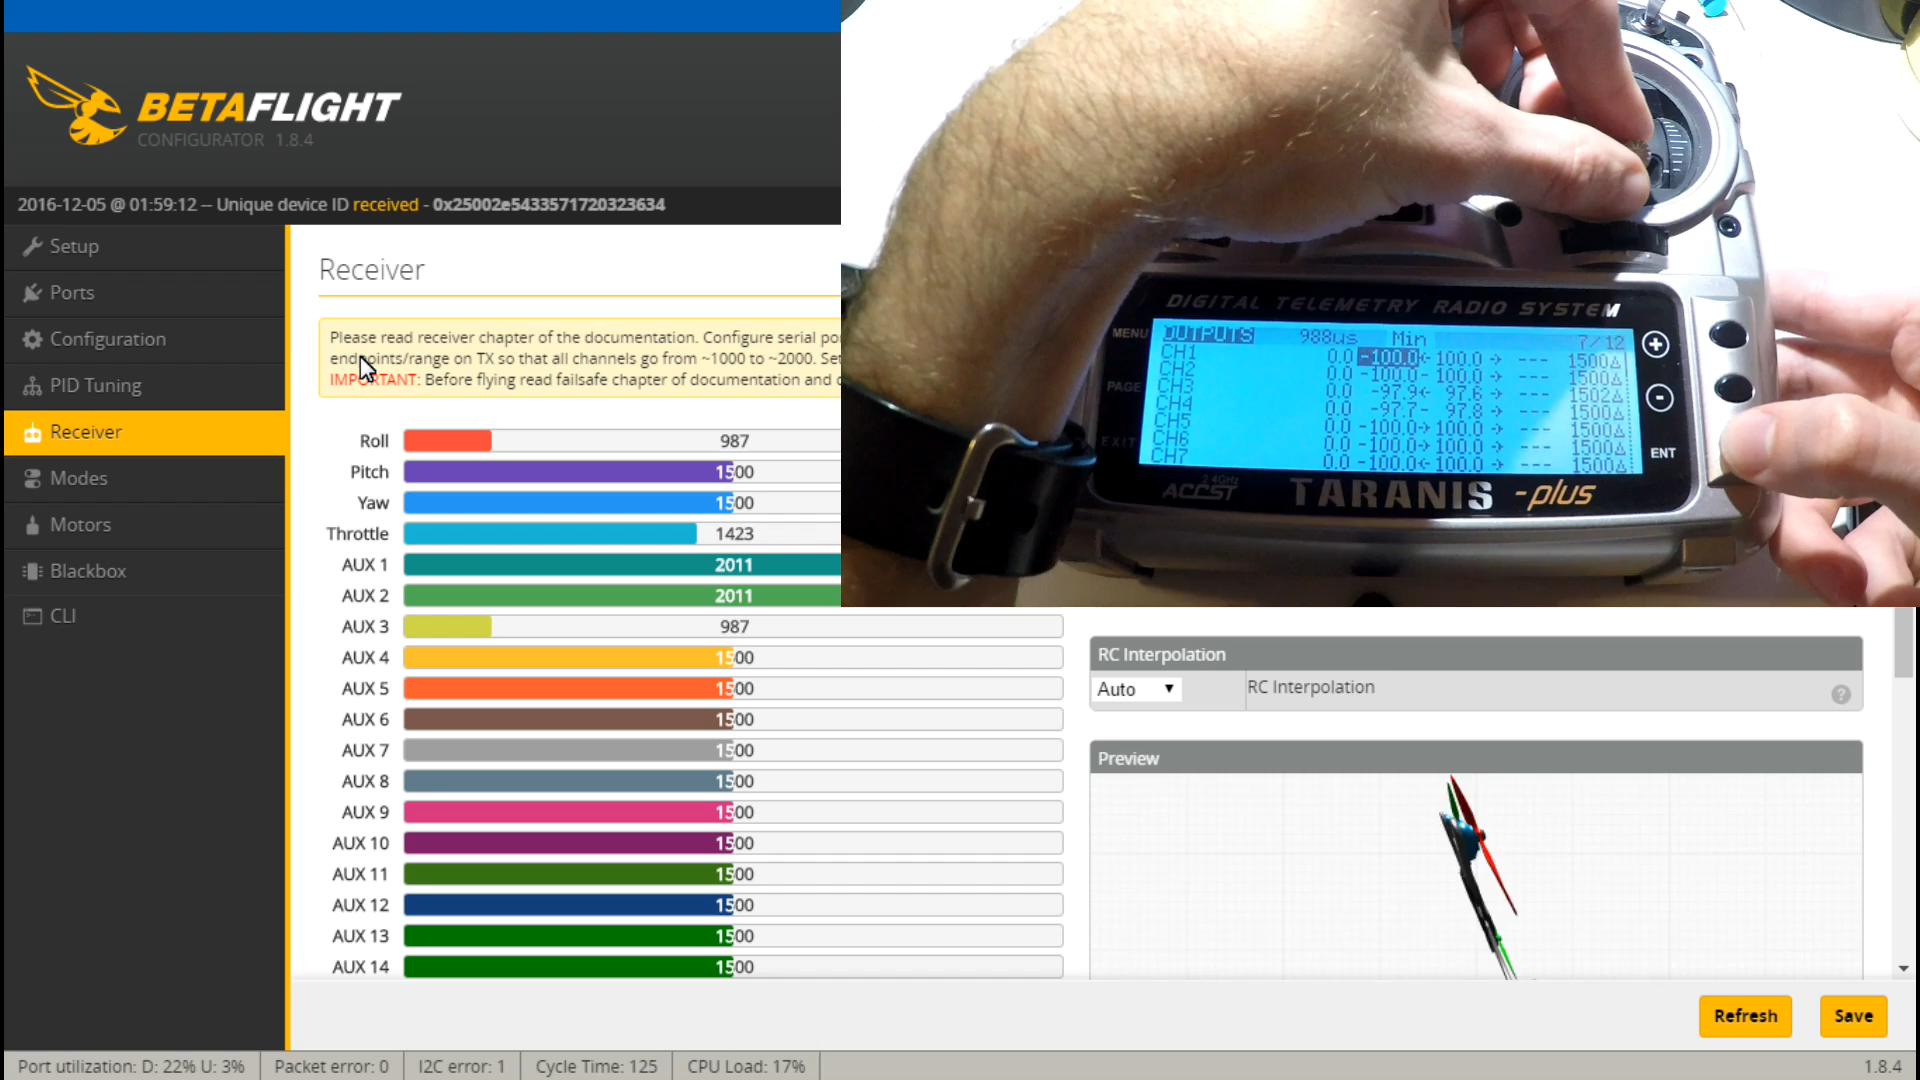 BETAFLIGHT
CONFIGURATOR 1.8.4
2016-12-05 @ 01:59:12 -- Unique device ID received - 0x25002e5433571720323634
Setup
Ports
Configuration
PID Tuning
Receiver
Modes
Motors
Blackbox
CLI
Receiver
Please read receiver chapter of the documentation. Configure serial po
endpoints/range on TX so that all channels go from ~1000 to ~2000. Set
IMPORTANT: Before flying read failsafe chapter of documentation and c
Roll 987
Pitch 1500
Yaw 1500
Throttle 1423
AUX 1 2011
AUX 2 2011
AUX 3 987
AUX 4 1500
AUX 5 1500
AUX 6 1500
AUX 7 1500
AUX 8 1500
AUX 9 1500
AUX 10 1500
AUX 11 1500
AUX 12 1500
AUX 13 1500
AUX 14 1500
DIGITAL TELEMETRY RADIO SYSTEM
MENU
PAGE
EXIT
OUTPUTS 988us Min 7/12
CH1 0.0 -100.0← 100.0 → --- 1500Δ
CH2 0.0 -100.0- 100.0 → --- 1500Δ
CH3 0.0 -97.9← 97.6 → --- 1502Δ
CH4 0.0 -97.7- 97.8 → --- 1500Δ
CH5 0.0 -100.0- 100.0 → --- 1500Δ
CH6 0.0 -100.0- 100.0 → --- 1500Δ
CH7 0.0 -100.0← 100.0 → --- 1500Δ
+
-
ENT
2.4GHz
ACCST
TARANIS -plus
RC Interpolation
Auto RC Interpolation ?
Preview
Refresh
Save
Port utilization: D: 22% U: 3%
Packet error: 0
I2C error: 1
Cycle Time: 125
CPU Load: 17%
1.8.4